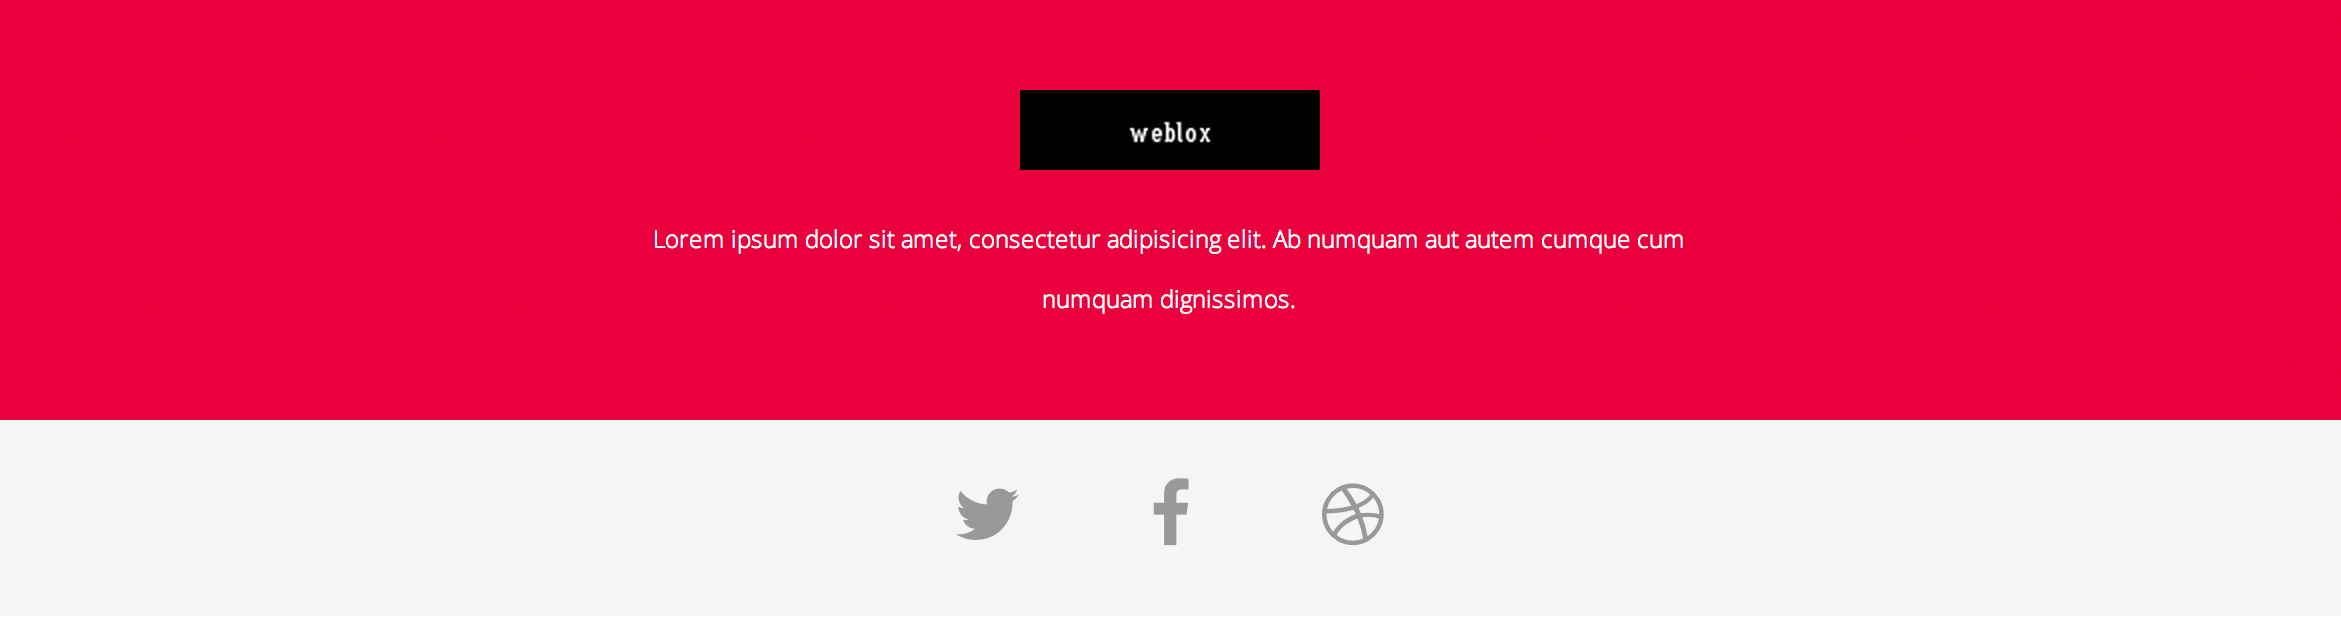 weblox
Lorem ipsum dolor sit amet, consectetur adipisicing elit. Ab numquam aut autem cumque cum
numquam dignissimos.